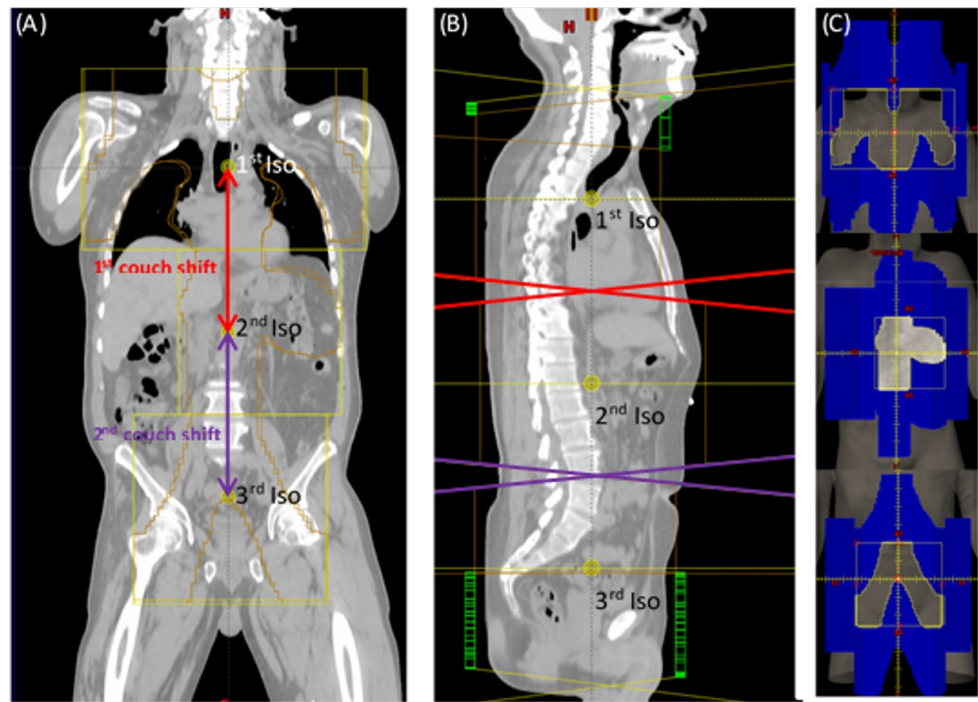 (A)
H
1st Iso
1st couch shift
2nd Iso
2nd couch shift
3rd Iso
(B)
H
1st Iso
2nd Iso
3rd Iso
(C)